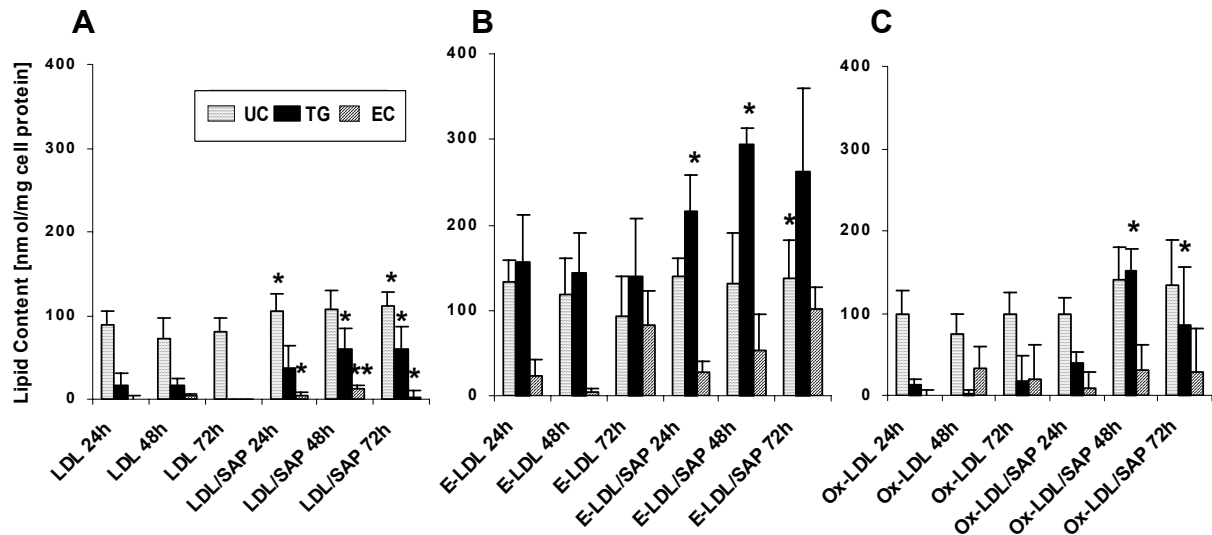 A
B
C
Lipid Content [nmol/mg cell protein]
400
300
200
100
0
UC TG EC
* * * * ** * * *
LDL 24h
LDL 48h
LDL 72h
LDL/SAP 24h
LDL/SAP 48h
LDL/SAP 72h
400
300
200
100
0
* * *
E-LDL 24h
E-LDL 48h
E-LDL 72h
E-LDL/SAP 24h
E-LDL/SAP 48h
E-LDL/SAP 72h
400
300
200
100
0
* *
Ox-LDL 24h
Ox-LDL 48h
Ox-LDL 72h
Ox-LDL/SAP 24h
Ox-LDL/SAP 48h
Ox-LDL/SAP 72h